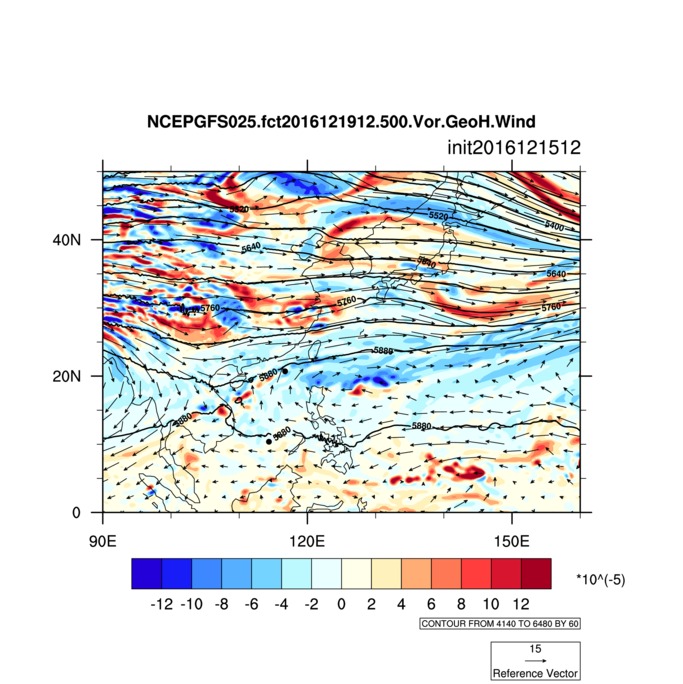 NCEPGFS025.fct2016121912.500.Vor.GeoH.Wind
init2016121512
5520
5520
5400
40N
5640
5640
5640
5760
5760
5760
5880
20N
5880
5880
5880
5880
0
90E 120E 150E
-12 -10 -8 -6 -4 -2 0 2 4 6 8 10 12
*10^(-5)
CONTOUR FROM 4140 TO 6480 BY 60
15
Reference Vector